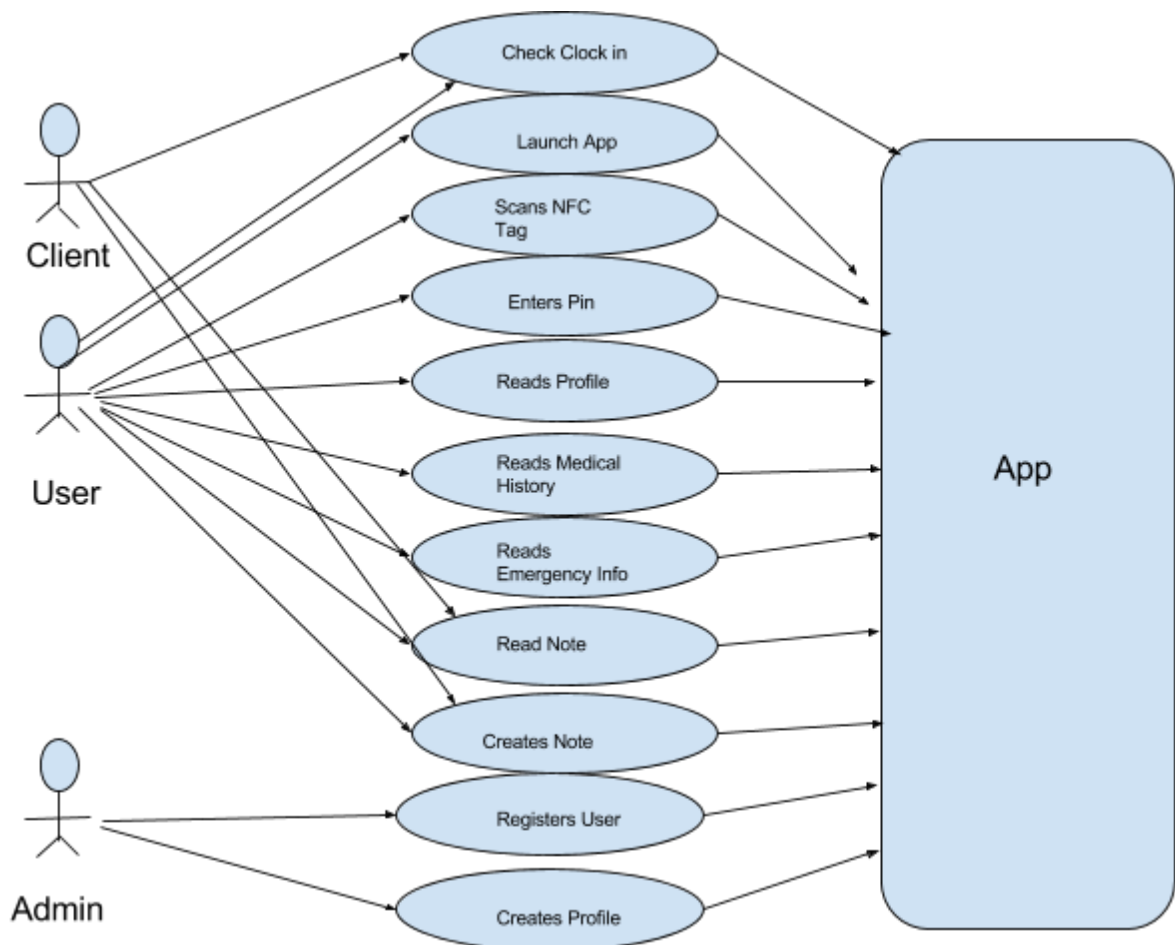 Check Clock in
Launch App
Scans NFC
Tag
Client
Enters Pin
Reads Profile
User
Reads Medical
History
App
Reads
Emergency Info
Read Note
Creates Note
Registers User
Admin
Creates Profile